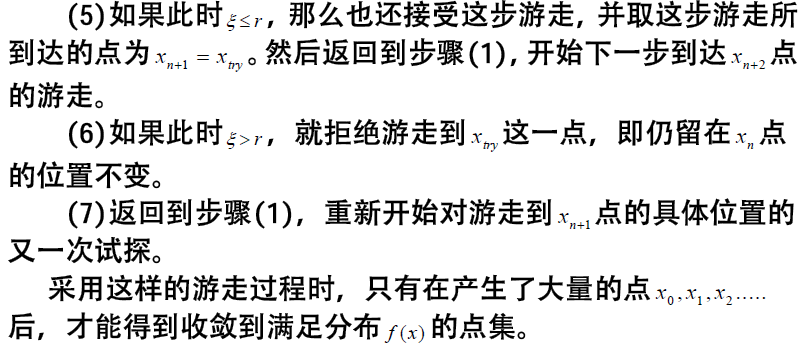 (5)如果此时 ξ≤r，那么也还接受这步游走，并取这步游走所
到达的点为 x_{n+1} = x_{try}。然后返回到步骤(1)，开始下一步到达 x_{n+2} 点
的游走。
(6)如果此时 ξ>r，就拒绝游走到 x_{try} 这一点，即仍留在 x_n 点
的位置不变。
(7)返回到步骤(1)，重新开始对游走到 x_{n+1} 点的具体位置的
又一次试探。
采用这样的游走过程时，只有在产生了大量的点 x_0,x_1,x_2.....
后，才能得到收敛到满足分布 f(x) 的点集。